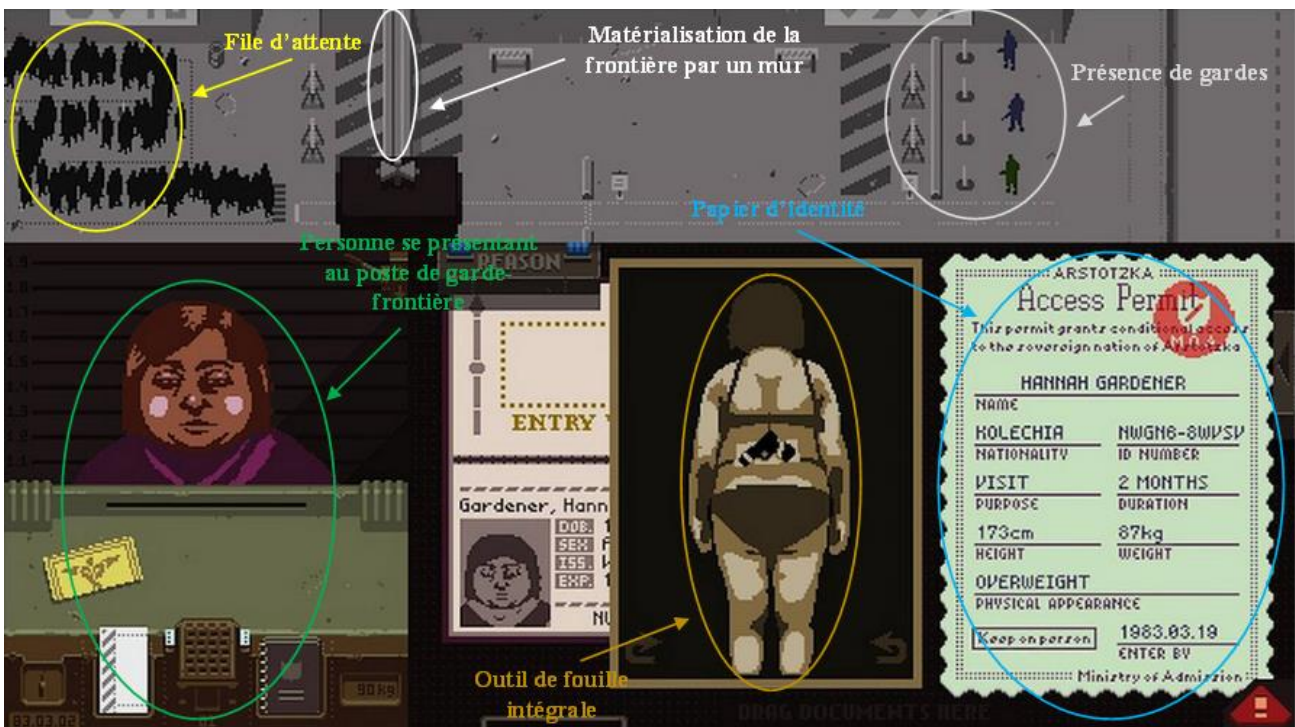 File d'attente
Matérialisation de la
frontière par un mur
Présence de gardes
Papier d'identité
Personne se présentant
au poste de garde-
frontière
REASON
ENTRY
Gardener, Hann
DOB. 1
SEX F
ISS.
EXP. 1
NU
ARSTOTZKA
Access Permit
This permit grants conditional access
to the sovereign nation of Arstotzka
HANNAH GARDENER
NAME
KOLECHIA NWGN6-8WVSV
NATIONALITY ID NUMBER
VISIT 2 MONTHS
PURPOSE DURATION
173cm 87kg
HEIGHT WEIGHT
OVERWEIGHT
PHYSICAL APPEARANCE
Keep on person 1983.03.19
ENTER BY
Ministry of Admission
Outil de fouille
intégrale
90kg
DRAG DOCUMENTS HERE